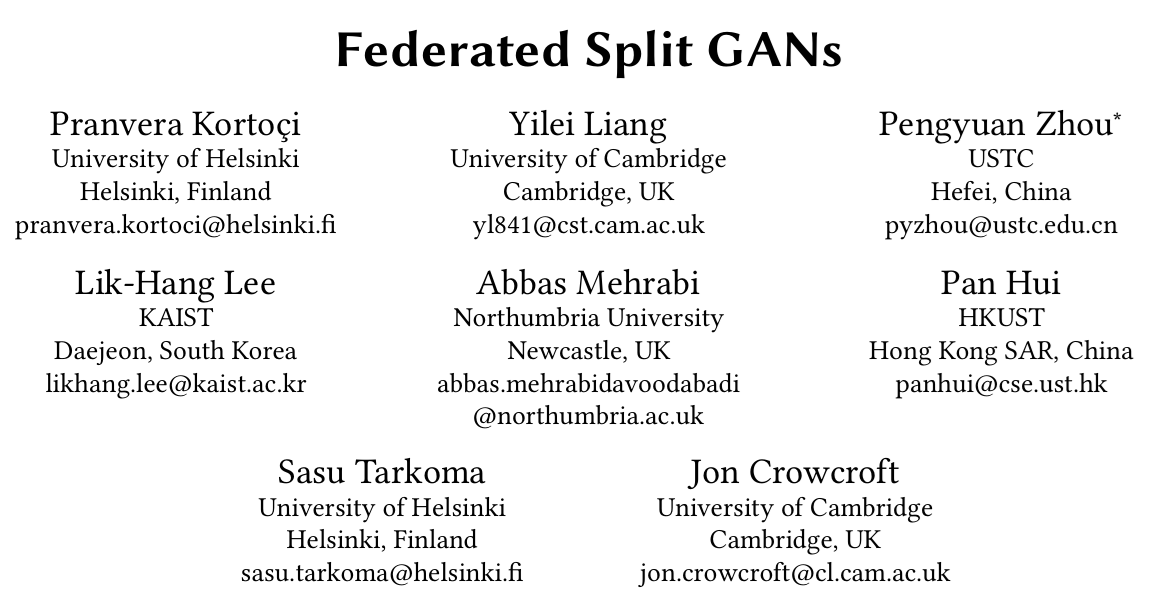 Federated Split GANs
Pranvera Kortoçi
University of Helsinki
Helsinki, Finland
pranvera.kortoci@helsinki.fi
Yilei Liang
University of Cambridge
Cambridge, UK
yl841@cst.cam.ac.uk
Pengyuan Zhou*
USTC
Hefei, China
pyzhou@ustc.edu.cn
Lik-Hang Lee
KAIST
Daejeon, South Korea
likhang.lee@kaist.ac.kr
Abbas Mehrabi
Northumbria University
Newcastle, UK
abbas.mehrabidavoodabadi
@northumbria.ac.uk
Pan Hui
HKUST
Hong Kong SAR, China
panhui@cse.ust.hk
Sasu Tarkoma
University of Helsinki
Helsinki, Finland
sasu.tarkoma@helsinki.fi
Jon Crowcroft
University of Cambridge
Cambridge, UK
jon.crowcroft@cl.cam.ac.uk